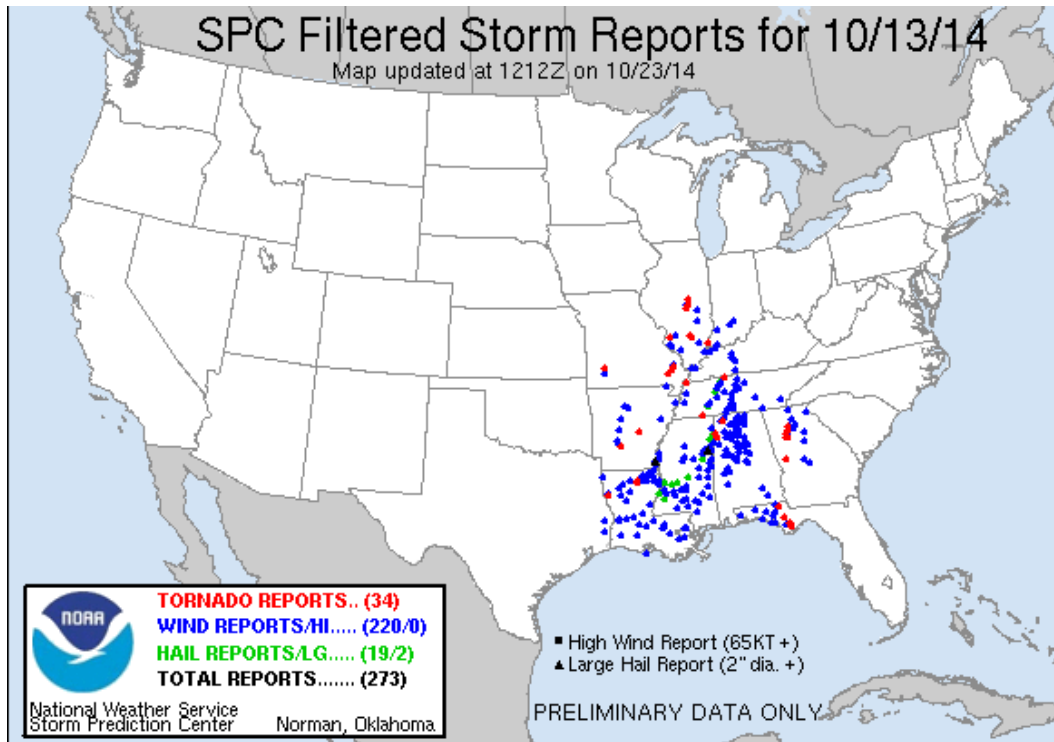 SPC Filtered Storm Reports for 10/13/14
Map updated at 1212Z on 10/23/14
NOAA
TORNADO REPORTS.. (34)
WIND REPORTS/HI..... (220/0)
HAIL REPORTS/LG..... (19/2)
TOTAL REPORTS....... (273)
National Weather Service
Storm Prediction Center Norman, Oklahoma
High Wind Report (65KT +)
Large Hail Report (2" dia. +)
PRELIMINARY DATA ONLY